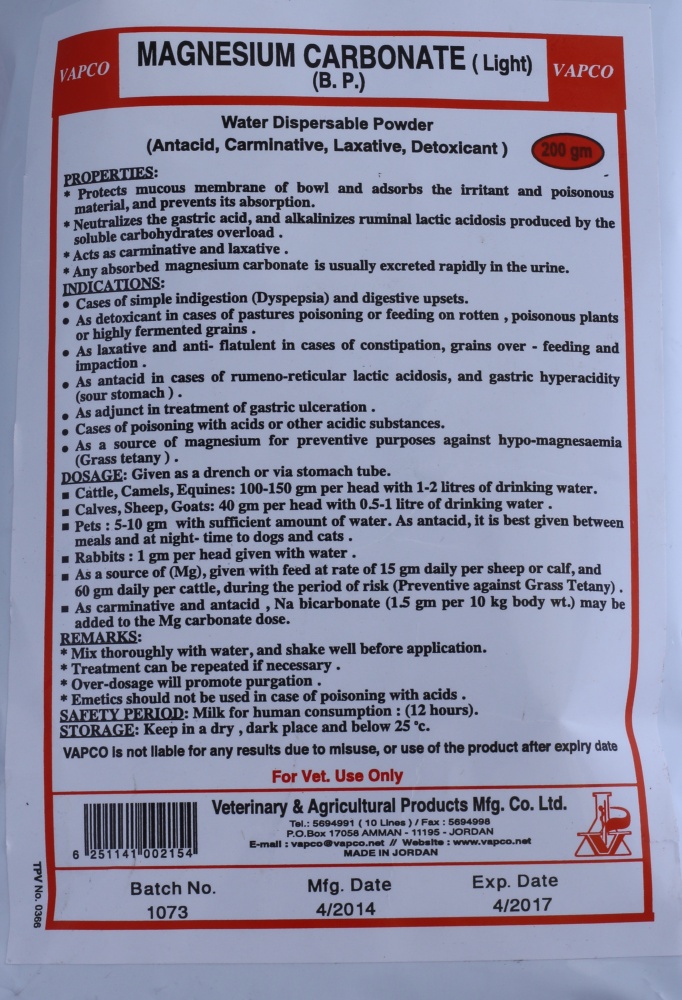 VAPCO
MAGNESIUM CARBONATE ( Light)
(B. P.)
VAPCO
Water Dispersable Powder
(Antacid, Carminative, Laxative, Detoxicant )
200 gm
PROPERTIES:
* Protects mucous membrane of bowl and adsorbs the irritant and poisonous
material, and prevents its absorption.
* Neutralizes the gastric acid, and alkalinizes ruminal lactic acidosis produced by the
soluble carbohydrates overload .
* Acts as carminative and laxative .
* Any absorbed magnesium carbonate is usually excreted rapidly in the urine.
INDICATIONS:
• Cases of simple indigestion (Dyspepsia) and digestive upsets.
• As detoxicant in cases of pastures poisoning or feeding on rotten , poisonous plants
or highly fermented grains .
• As laxative and anti- flatulent in cases of constipation, grains over - feeding and
impaction .
• As antacid in cases of rumeno-reticular lactic acidosis, and gastric hyperacidity
(sour stomach ) .
• As adjunct in treatment of gastric ulceration .
• Cases of poisoning with acids or other acidic substances.
• As a source of magnesium for preventive purposes against hypo-magnesaemia
(Grass tetany ) .
DOSAGE: Given as a drench or via stomach tube.
■ Cattle, Camels, Equines: 100-150 gm per head with 1-2 litres of drinking water.
■ Calves, Sheep, Goats: 40 gm per head with 0.5-1 litre of drinking water .
■ Pets : 5-10 gm with sufficient amount of water. As antacid, it is best given between
meals and at night- time to dogs and cats .
■ Rabbits : 1 gm per head given with water .
■ As a source of (Mg), given with feed at rate of 15 gm daily per sheep or calf, and
60 gm daily per cattle, during the period of risk (Preventive against Grass Tetany) .
■ As carminative and antacid , Na bicarbonate (1.5 gm per 10 kg body wt.) may be
added to the Mg carbonate dose.
REMARKS:
* Mix thoroughly with water, and shake well before application.
* Treatment can be repeated if necessary .
* Over-dosage will promote purgation .
* Emetics should not be used in case of poisoning with acids .
SAFETY PERIOD: Milk for human consumption : (12 hours).
STORAGE: Keep in a dry , dark place and below 25 °c.
VAPCO is not liable for any results due to misuse, or use of the product after expiry date
For Vet. Use Only
Veterinary & Agricultural Products Mfg. Co. Ltd.
Tel.: 5694991 ( 10 Lines ) / Fax : 5694998
P.O.Box 17058 AMMAN - 11195 - JORDAN
E-mail : vapco@vapco.net // Website : www.vapco.net
MADE IN JORDAN
6 251141 002154
TPV No. 0366
Batch No.
1073
Mfg. Date
4/2014
Exp. Date
4/2017